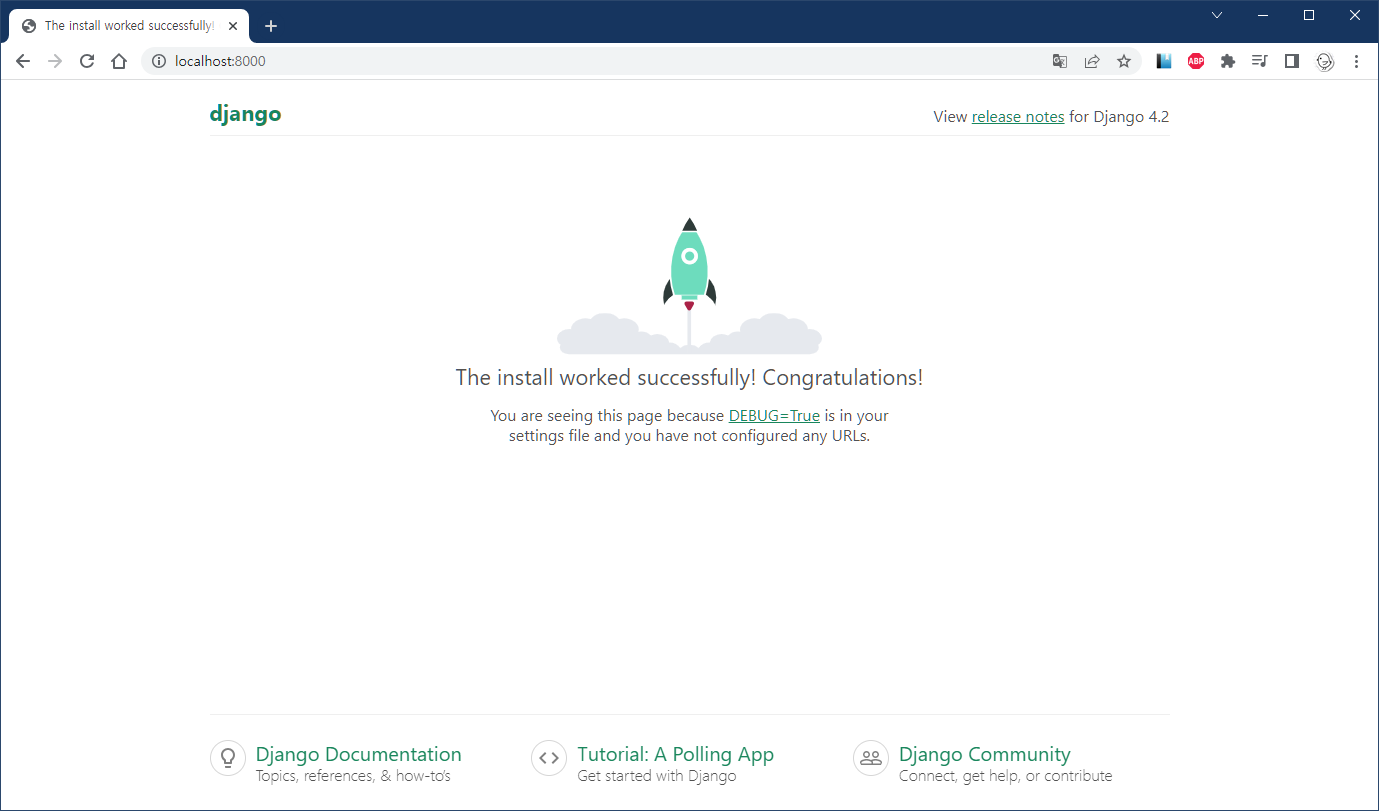 The install worked successfully!
localhost:8000
ABP
django
View release notes for Django 4.2
The install worked successfully! Congratulations!
You are seeing this page because DEBUG=True is in your
settings file and you have not configured any URLs.
Django Documentation
Topics, references, & how-to's
Tutorial: A Polling App
Get started with Django
Django Community
Connect, get help, or contribute